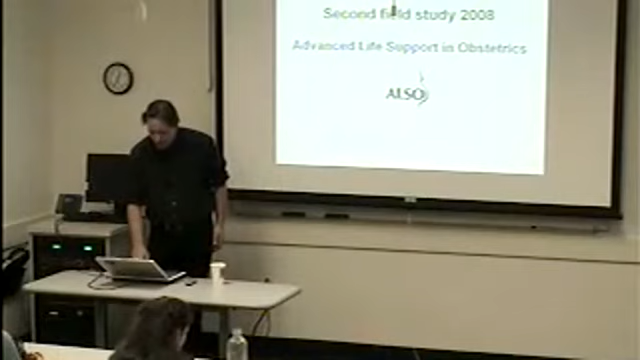 Second field study 2008
Advanced Life Support in Obstetrics
ALSO